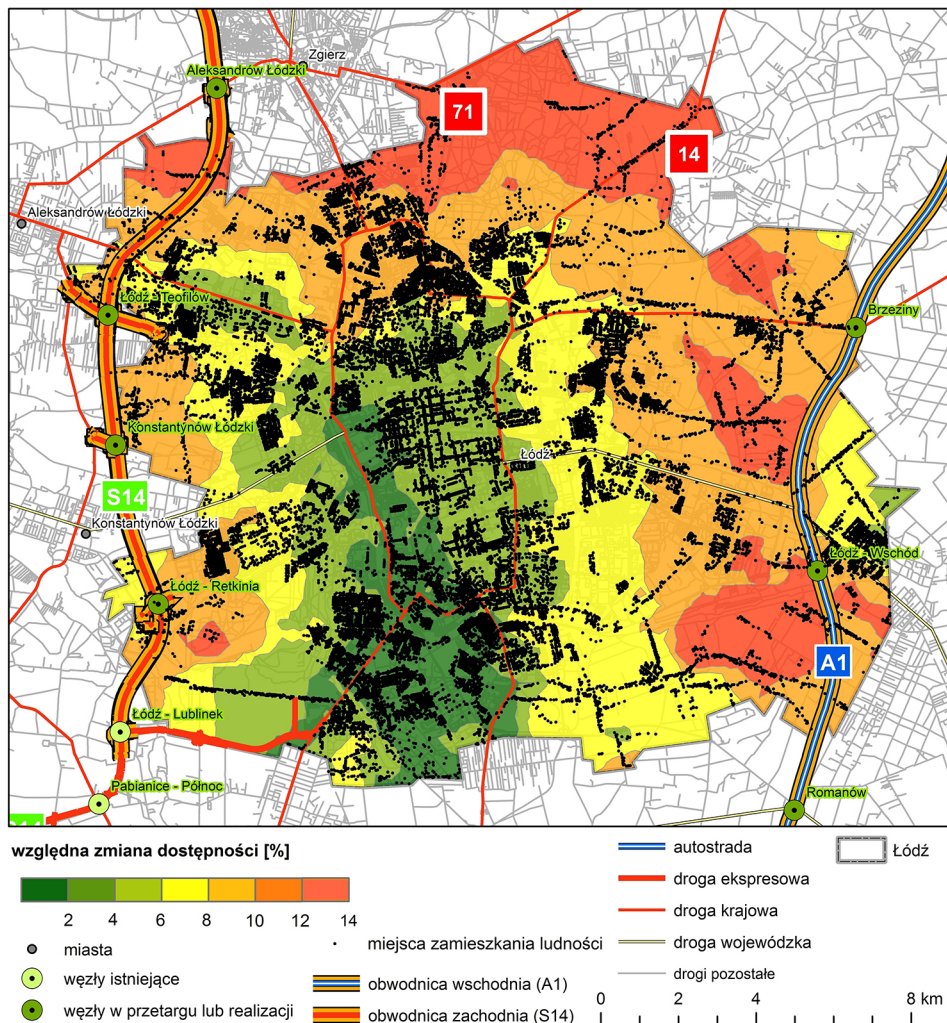 Zgierz
Aleksandrów Łódzki
71
14
Aleksandrów Łódzki
Łódź - Teofilów
Brzeziny
Konstantynów Łódzki
Łódź
S14
Konstantynów Łódzki
Łódź - Wschód
Łódź - Retkinia
A1
Łódź - Lublinek
Pabianice - Północ
Romanów
względna zmiana dostępności [%]
2 4 6 8 10 12 14
miasta
węzły istniejące
węzły w przetargu lub realizacji
miejsca zamieszkania ludności
obwodnica wschodnia (A1)
obwodnica zachodnia (S14)
autostrada
droga ekspresowa
droga krajowa
droga wojewódzka
drogi pozostałe
Łódź
0 2 4 8 km